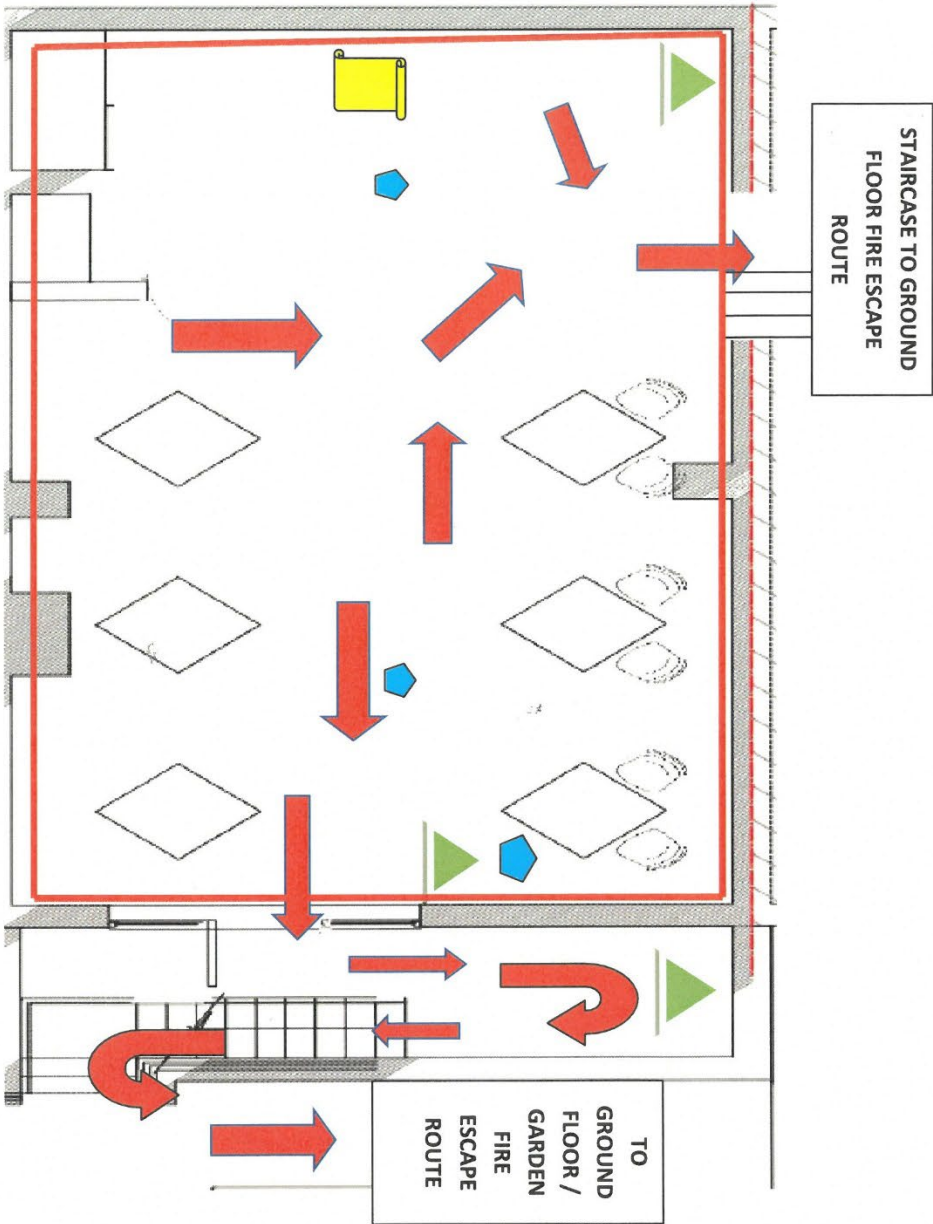 STAIRCASE TO GROUND
FLOOR FIRE ESCAPE
ROUTE
TO
GROUND
FLOOR /
GARDEN
FIRE
ESCAPE
ROUTE